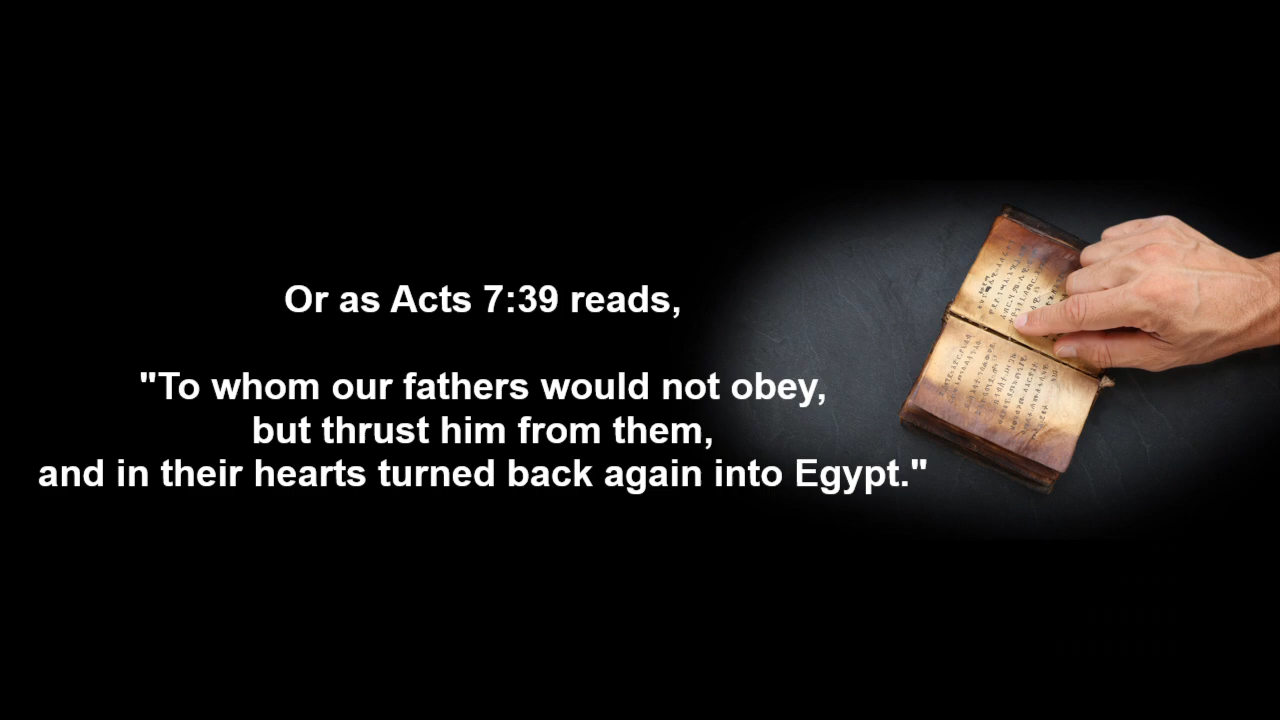 Or as Acts 7:39 reads,
"To whom our fathers would not obey,
but thrust him from them,
and in their hearts turned back again into Egypt."